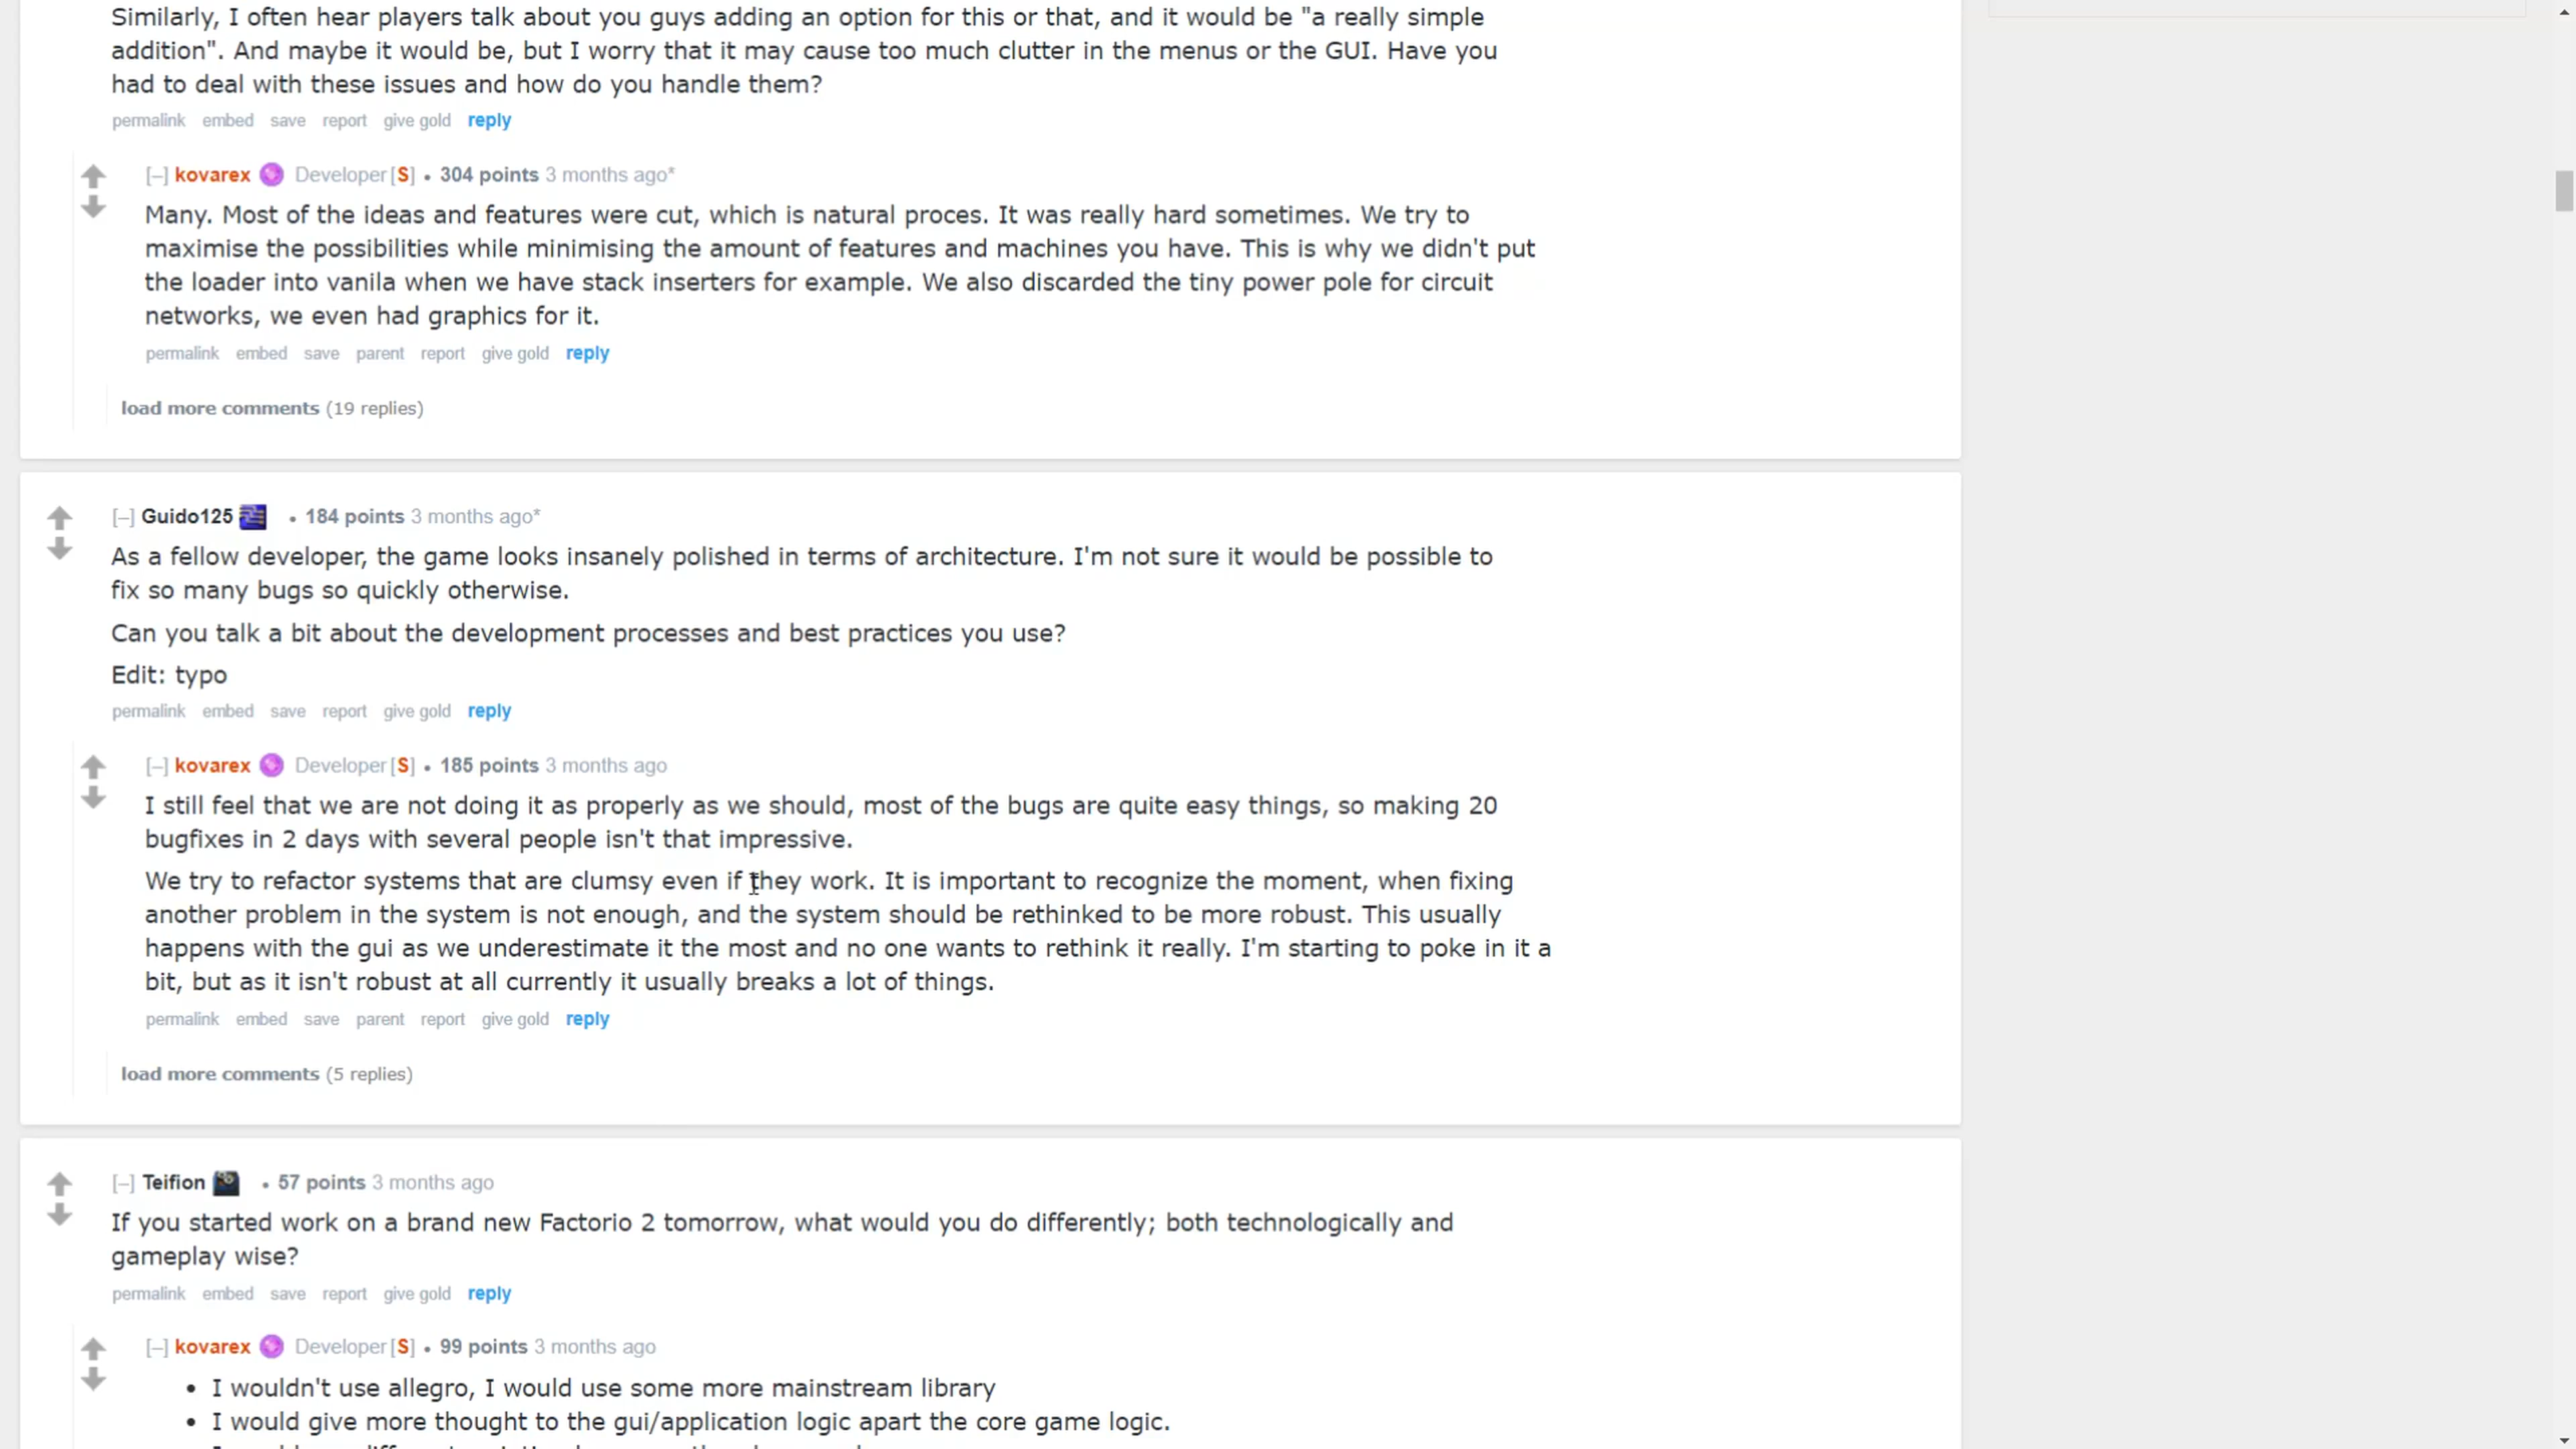 Similarly, I often hear players talk about you guys adding an option for this or that, and it would be "a really simple
addition". And maybe it would be, but I worry that it may cause too much clutter in the menus or the GUI. Have you
had to deal with these issues and how do you handle them?
permalink embed save report give gold reply
[–] kovarex Developer [S] • 304 points 3 months ago*
Many. Most of the ideas and features were cut, which is natural proces. It was really hard sometimes. We try to
maximise the possibilities while minimising the amount of features and machines you have. This is why we didn't put
the loader into vanila when we have stack inserters for example. We also discarded the tiny power pole for circuit
networks, we even had graphics for it.
permalink embed save parent report give gold reply
load more comments (19 replies)
[–] Guido125 • 184 points 3 months ago*
As a fellow developer, the game looks insanely polished in terms of architecture. I'm not sure it would be possible to
fix so many bugs so quickly otherwise.
Can you talk a bit about the development processes and best practices you use?
Edit: typo
permalink embed save report give gold reply
[–] kovarex Developer [S] • 185 points 3 months ago
I still feel that we are not doing it as properly as we should, most of the bugs are quite easy things, so making 20
bugfixes in 2 days with several people isn't that impressive.
We try to refactor systems that are clumsy even if they work. It is important to recognize the moment, when fixing
another problem in the system is not enough, and the system should be rethinked to be more robust. This usually
happens with the gui as we underestimate it the most and no one wants to rethink it really. I'm starting to poke in it a
bit, but as it isn't robust at all currently it usually breaks a lot of things.
permalink embed save parent report give gold reply
load more comments (5 replies)
[–] Teifion • 57 points 3 months ago
If you started work on a brand new Factorio 2 tomorrow, what would you do differently; both technologically and
gameplay wise?
permalink embed save report give gold reply
[–] kovarex Developer [S] • 99 points 3 months ago
• I wouldn't use allegro, I would use some more mainstream library
• I would give more thought to the gui/application logic apart the core game logic.